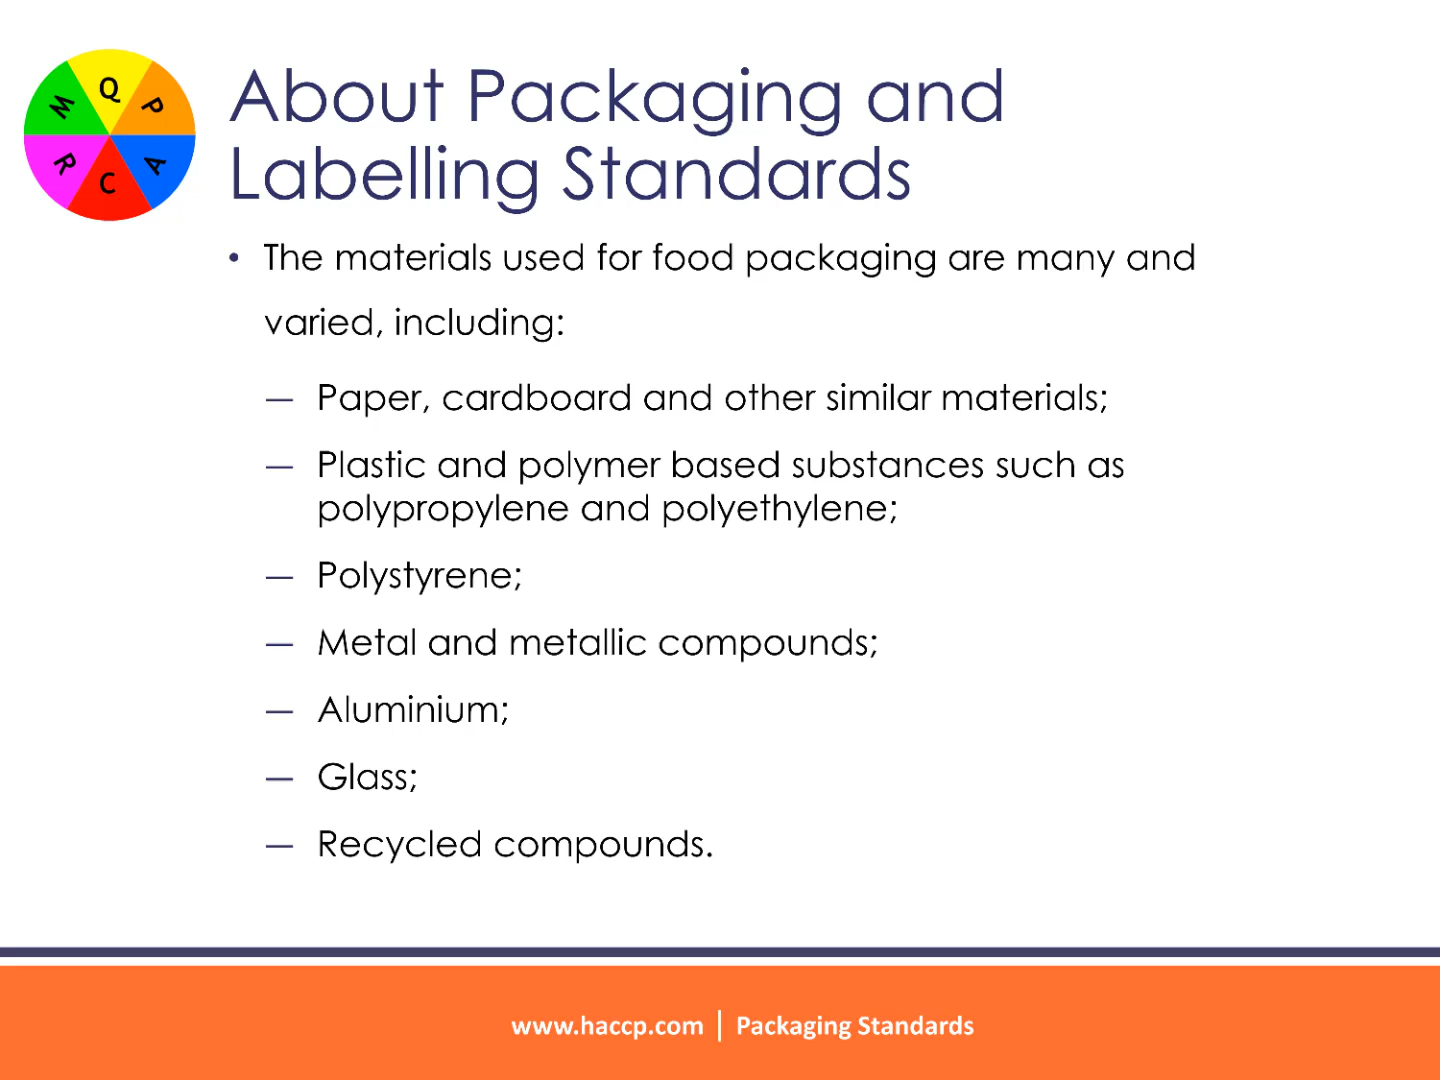 Q
P
A
C
R
M
About Packaging and
Labelling Standards
• The materials used for food packaging are many and
varied, including:
— Paper, cardboard and other similar materials;
— Plastic and polymer based substances such as
polypropylene and polyethylene;
— Polystyrene;
— Metal and metallic compounds;
— Aluminium;
— Glass;
— Recycled compounds.
www.haccp.com | Packaging Standards